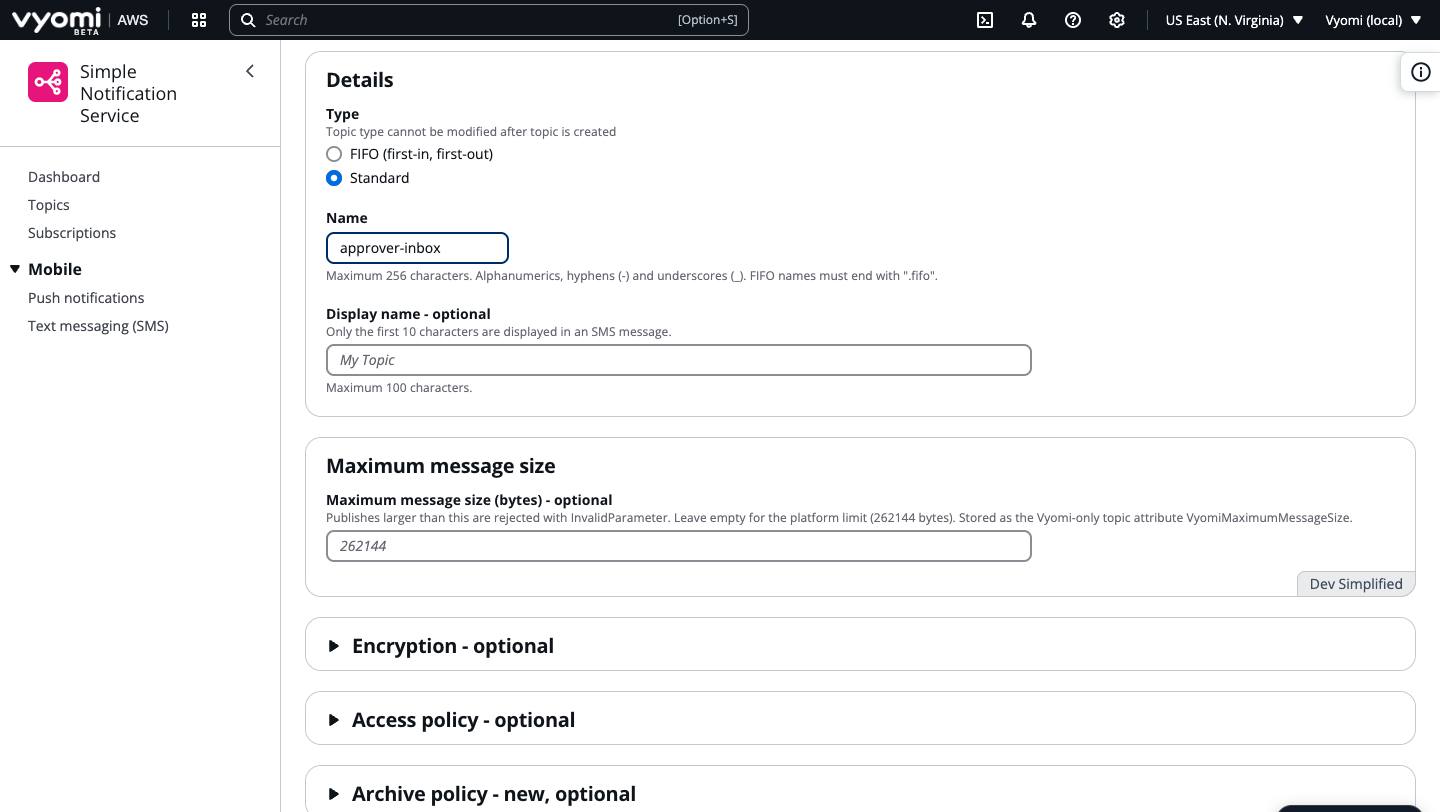 vyomi
BETA
AWS
Search
[Option+S]
US East (N. Virginia)
Vyomi (local)
Simple
Notification
Service
Dashboard
Topics
Subscriptions
Mobile
Push notifications
Text messaging (SMS)
Details
Type
Topic type cannot be modified after topic is created
FIFO (first-in, first-out)
Standard
Name
approver-inbox
Maximum 256 characters. Alphanumerics, hyphens (-) and underscores (_). FIFO names must end with ".fifo".
Display name - optional
Only the first 10 characters are displayed in an SMS message.
My Topic
Maximum 100 characters.
Maximum message size
Maximum message size (bytes) - optional
Publishes larger than this are rejected with InvalidParameter. Leave empty for the platform limit (262144 bytes). Stored as the Vyomi-only topic attribute VyomiMaximumMessageSize.
262144
Dev Simplified
Encryption - optional
Access policy - optional
Archive policy - new, optional